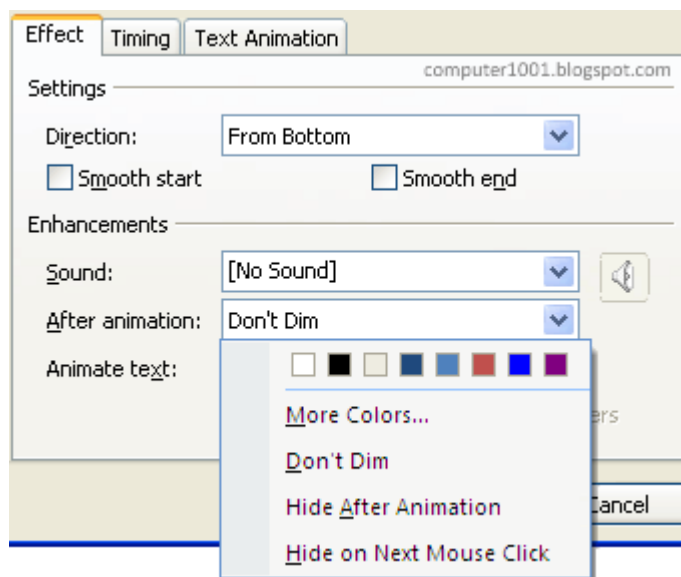 Effect Timing Text Animation
computer1001.blogspot.com
Settings
Direction: From Bottom
Smooth start Smooth end
Enhancements
Sound: [No Sound]
After animation: Don't Dim
Animate text:
More Colors...
Don't Dim
Hide After Animation
Cancel
Hide on Next Mouse Click